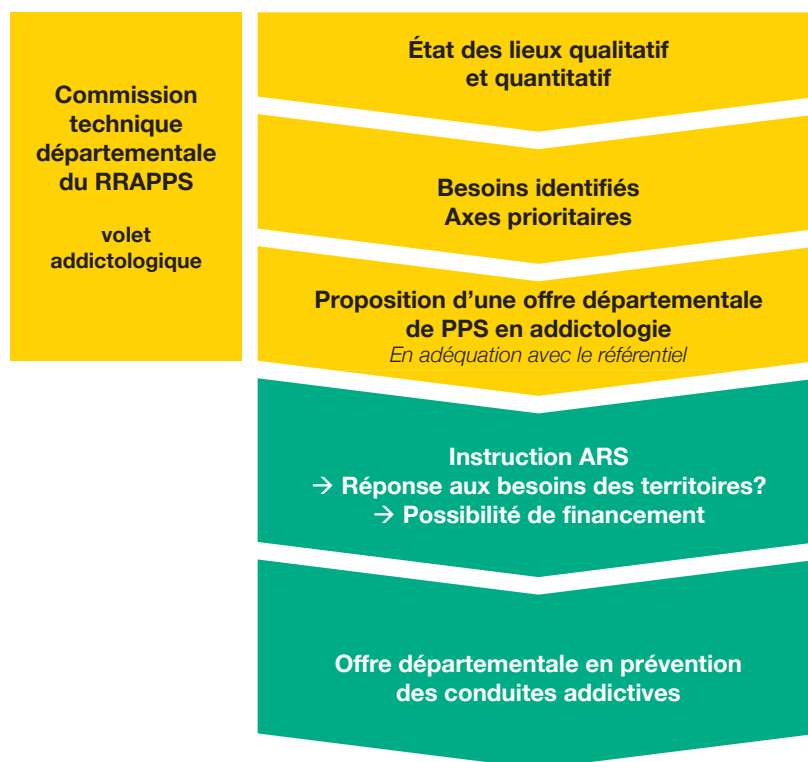 Commission
technique
départementale
du RRAPPS
volet
addictologique
État des lieux qualitatif
et quantitatif
Besoins identifiés
Axes prioritaires
Proposition d’une offre départementale
de PPS en addictologie
En adéquation avec le référentiel
Instruction ARS
→ Réponse aux besoins des territoires?
→ Possibilité de financement
Offre départementale en prévention
des conduites addictives